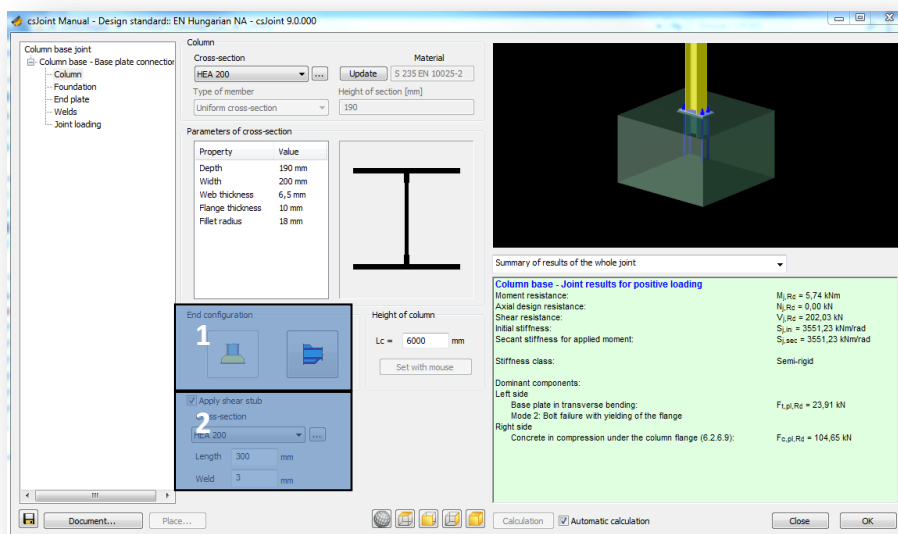 csJoint Manual - Design standard:: EN Hungarian NA - csJoint 9.0.000
Column base joint
Column base - Base plate connection
Column
Foundation
End plate
Welds
Joint loading
Column
Cross-section
Material
HEA 200
...
Update
S 235 EN 10025-2
Type of member
Height of section [mm]
Uniform cross-section
190
Parameters of cross-section
Property Value
Depth 190 mm
Width 200 mm
Web thickness 6,5 mm
Flange thickness 10 mm
Fillet radius 18 mm
End configuration
1
Height of column
Lc = 6000 mm
Set with mouse
Apply shear stub
2
Cross-section
HEA 200
...
Length 300 mm
Weld 3 mm
Summary of results of the whole joint
Column base - Joint results for positive loading
Moment resistance: Mj,Rd = 5,74 kNm
Axial design resistance: Nj,Rd = 0,00 kN
Shear resistance: Vj,Rd = 202,03 kN
Initial stiffness: Sj,in = 3551,23 kNm/rad
Secant stiffness for applied moment: Sj,sec = 3551,23 kNm/rad
Stiffness class: Semi-rigid
Dominant components:
Left side
Base plate in transverse bending: Ft,pl,Rd = 23,91 kN
Mode 2: Bolt failure with yielding of the flange
Right side
Concrete in compression under the column flange (6.2.6.9): Fc,pl,Rd = 104,65 kN
Document...
Place...
Calculation
Automatic calculation
Close
OK